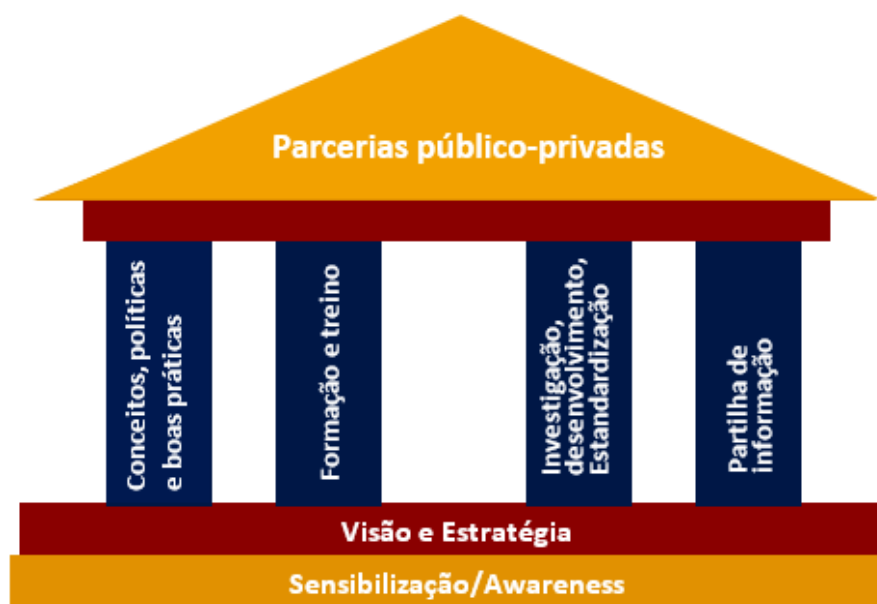 Parcerias público-privadas
Conceitos, políticas
e boas práticas
Formação e treino
Investigação,
desenvolvimento,
Estandardização
Partilha de
informação
Visão e Estratégia
Sensibilização/Awareness